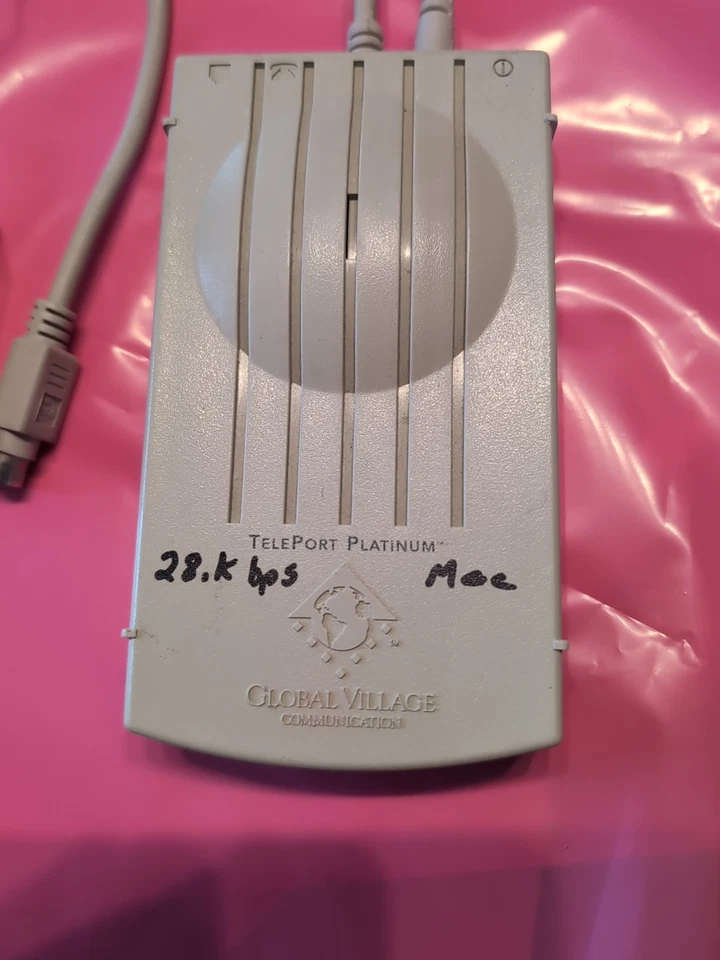 TELEPORT PLATINUM™
28.K bps Mac
GLOBAL VILLAGE
COMMUNICATION